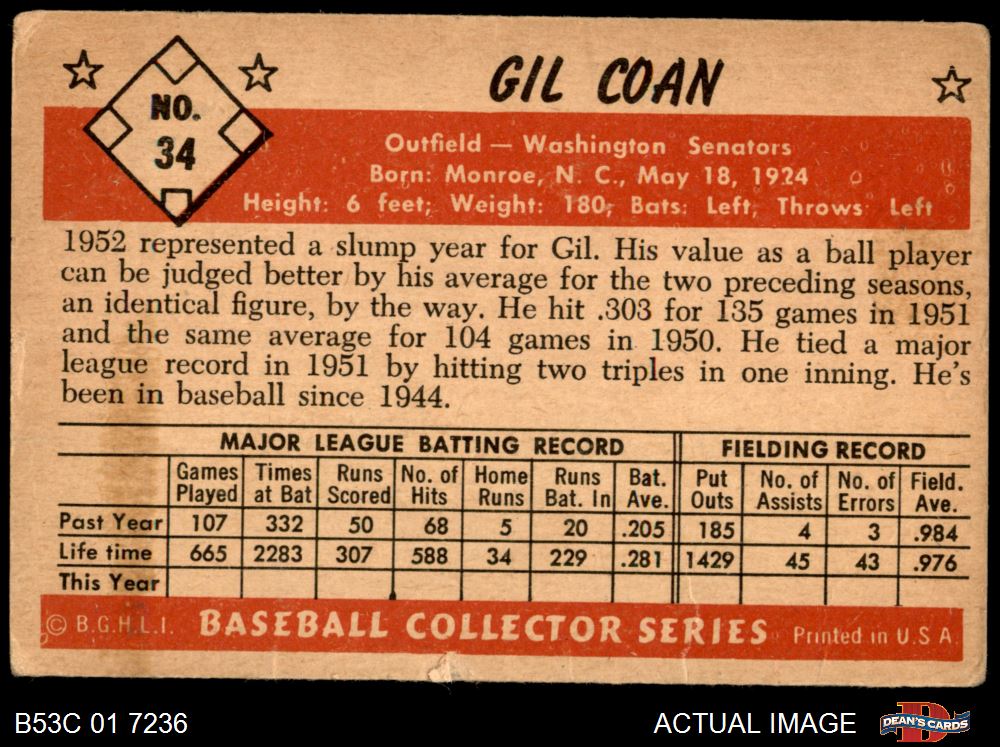 NO.
34
GIL COAN
Outfield — Washington Senators
Born: Monroe, N. C., May 18, 1924
Height: 6 feet; Weight: 180; Bats: Left, Throws: Left
1952 represented a slump year for Gil. His value as a ball player
can be judged better by his average for the two preceding seasons,
an identical figure, by the way. He hit .303 for 135 games in 1951
and the same average for 104 games in 1950. He tied a major
league record in 1951 by hitting two triples in one inning. He's
been in baseball since 1944.
MAJOR LEAGUE BATTING RECORD FIELDING RECORD
Games Played Times at Bat Runs Scored No. of Hits Home Runs Runs Bat. In Bat. Ave. Put Outs No. of Assists No. of Errors Field. Ave.
Past Year 107 332 50 68 5 20 .205 185 4 3 .984
Life time 665 2283 307 588 34 229 .281 1429 45 43 .976
This Year
© B.G.H.L.I. BASEBALL COLLECTOR SERIES Printed in U.S.A.
B53C 01 7236 ACTUAL IMAGE DEAN'S CARDS